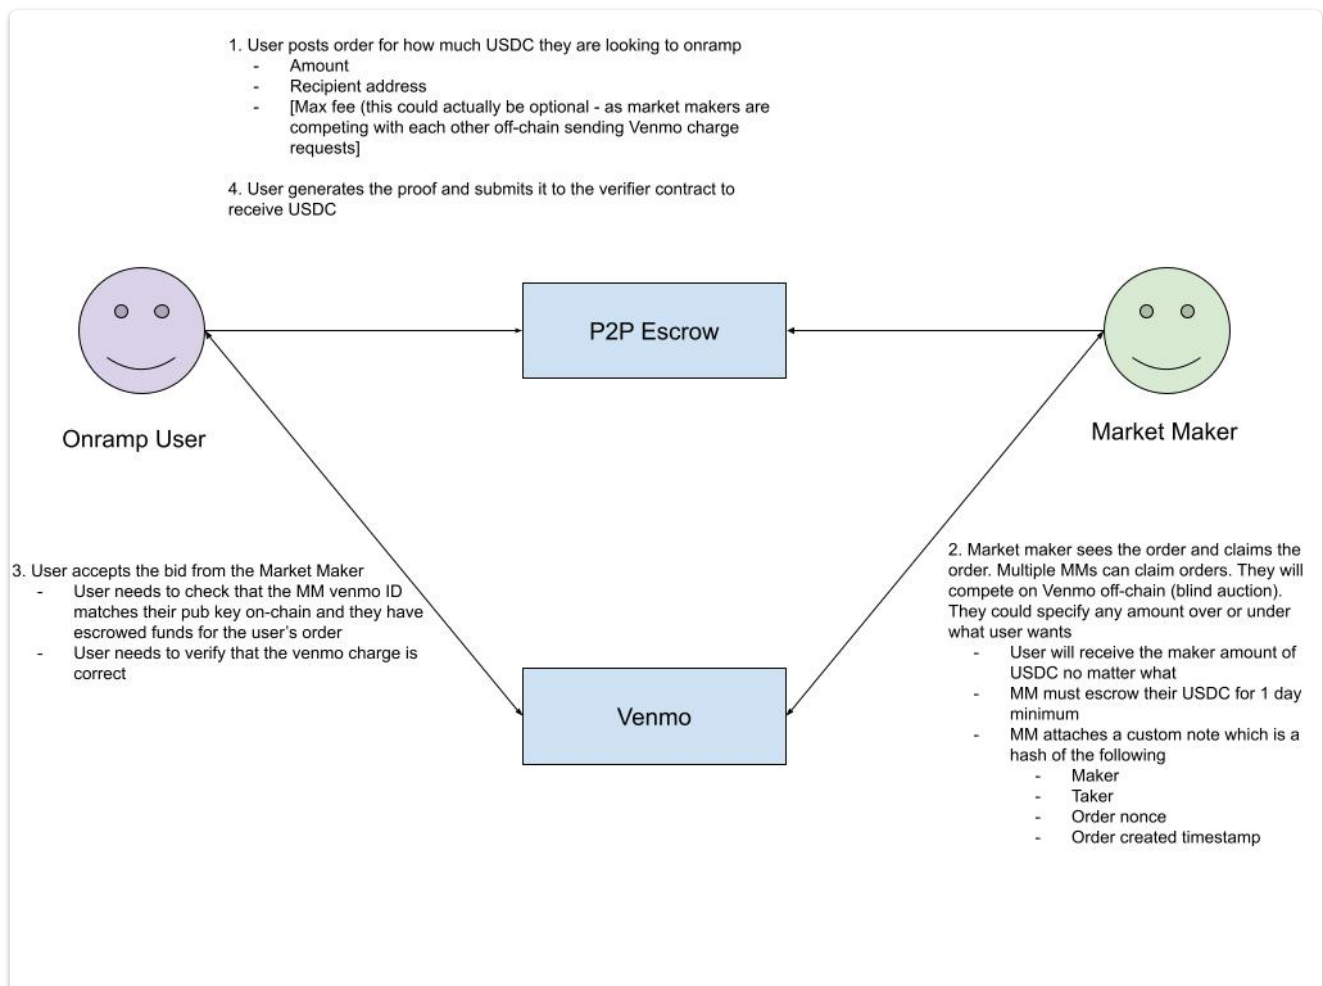 1. User posts order for how much USDC they are looking to onramp
- Amount
- Recipient address
- [Max fee (this could actually be optional - as market makers are
competing with each other off-chain sending Venmo charge
requests]
4. User generates the proof and submits it to the verifier contract to
receive USDC
P2P Escrow
Onramp User
Market Maker
3. User accepts the bid from the Market Maker
- User needs to check that the MM venmo ID
matches their pub key on-chain and they have
escrowed funds for the user's order
- User needs to verify that the venmo charge is
correct
Venmo
2. Market maker sees the order and claims the
order. Multiple MMs can claim orders. They will
compete on Venmo off-chain (blind auction).
They could specify any amount over or under
what user wants
- User will receive the maker amount of
USDC no matter what
- MM must escrow their USDC for 1 day
minimum
- MM attaches a custom note which is a
hash of the following
- Maker
- Taker
- Order nonce
- Order created timestamp